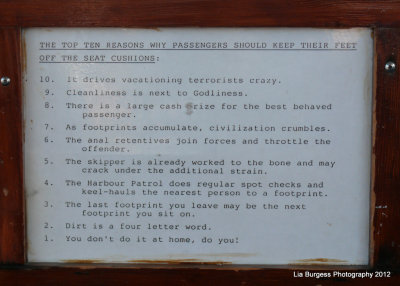 THE TOP TEN REASONS WHY PASSENGERS SHOULD KEEP THEIR FEET
OFF THE SEAT CUSHIONS:
10. It drives vacationing terrorists crazy.
9. Cleanliness is next to Godliness.
8. There is a large cash prize for the best behaved
passenger.
7. As footprints accumulate, civilization crumbles.
6. The anal retentives join forces and throttle the
offender.
5. The skipper is already worked to the bone and may
crack under the additional strain.
4. The Harbour Patrol does regular spot checks and
keel-hauls the nearest person to a footprint.
3. The last footprint you leave may be the next
footprint you sit on.
2. Dirt is a four letter word.
1. You don't do it at home, do you!
Lia Burgess Photography 2012